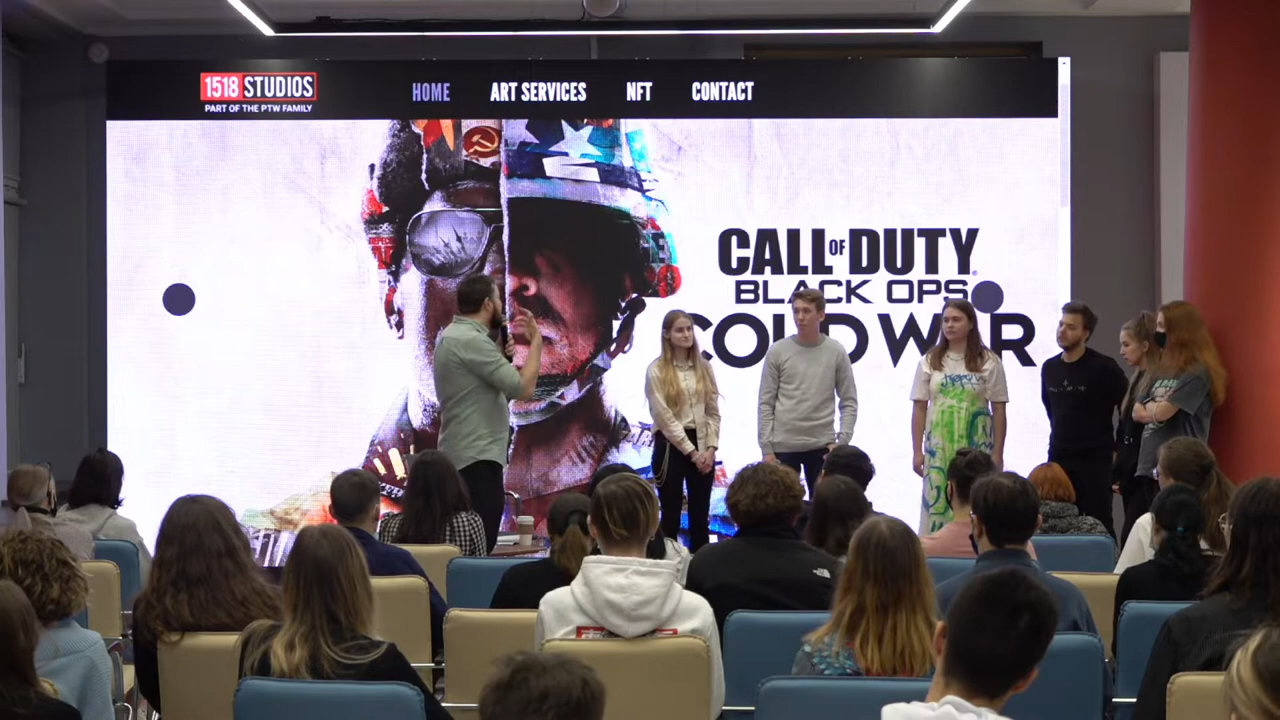 1518 STUDIOS
PART OF THE PTW FAMILY
HOME ART SERVICES NFT CONTACT
CALL OF DUTY
BLACK OPS
COLD WAR